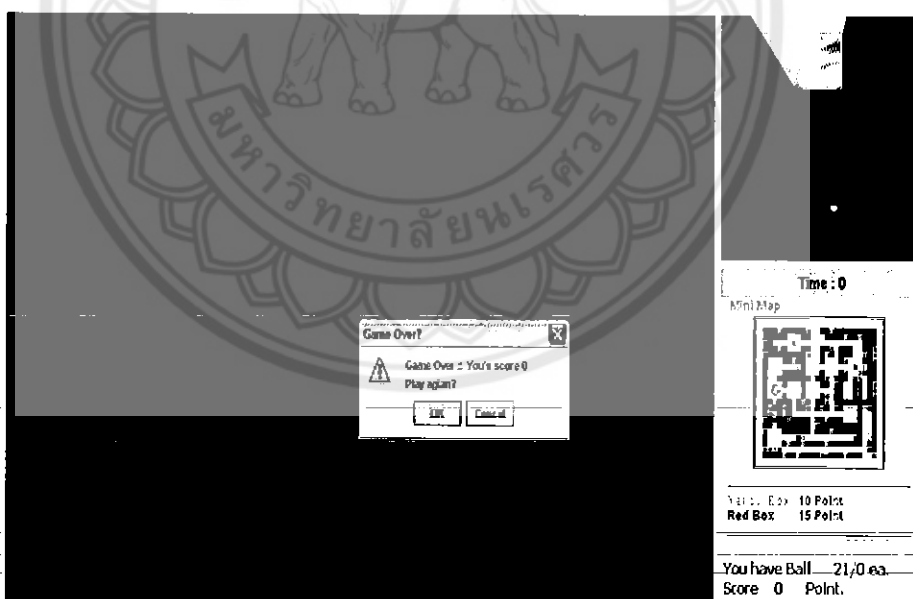 มหาวิทยาลัยนเรศวร
Time : 0
Mini Map
Game Over?
Game Over : You's score 0
Play agian?
OK Cancel
Box 10 Point
Red Box 15 Point
You have Ball 21/0 ea.
Score 0 Point.